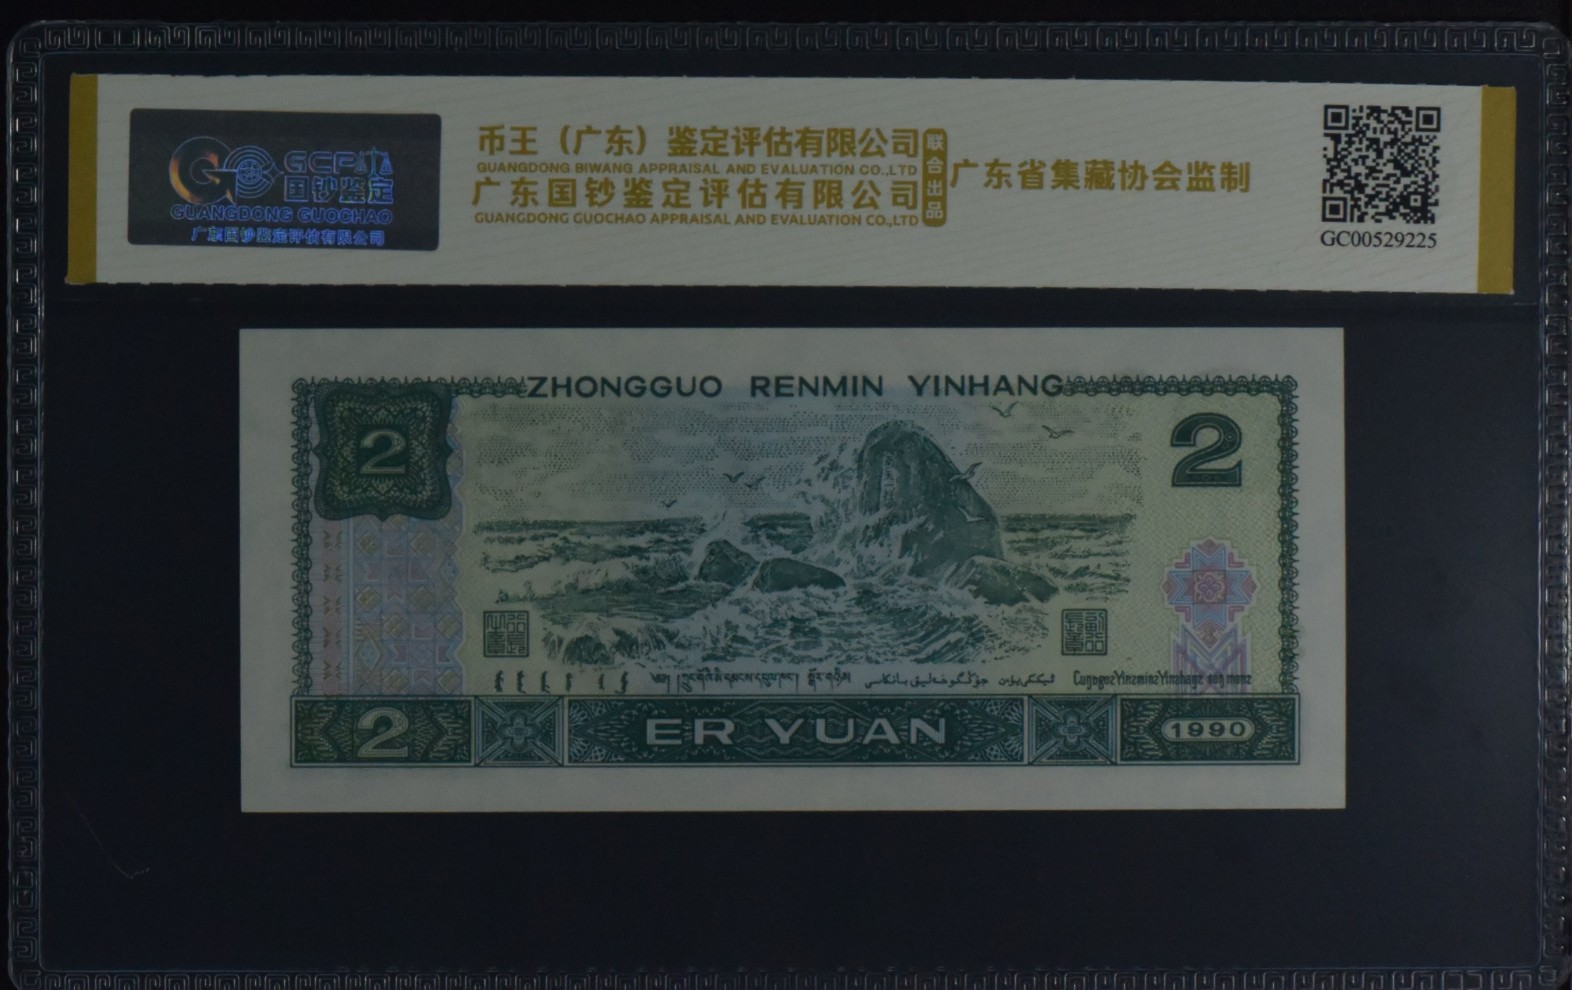 GCP
国钞鉴定
GUANGDONG GUOCHAO
广东国钞鉴定评估有限公司
币王（广东）鉴定评估有限公司
GUANGDONG BIWANG APPRAISAL AND EVALUATION CO.,LTD
广东国钞鉴定评估有限公司
GUANGDONG GUOCHAO APPRAISAL AND EVALUATION CO.,LTD
联合出品
广东省集藏协会监制
GC00529225
ZHONGGUO RENMIN YINHANG
2
2
2
ER YUAN
1990